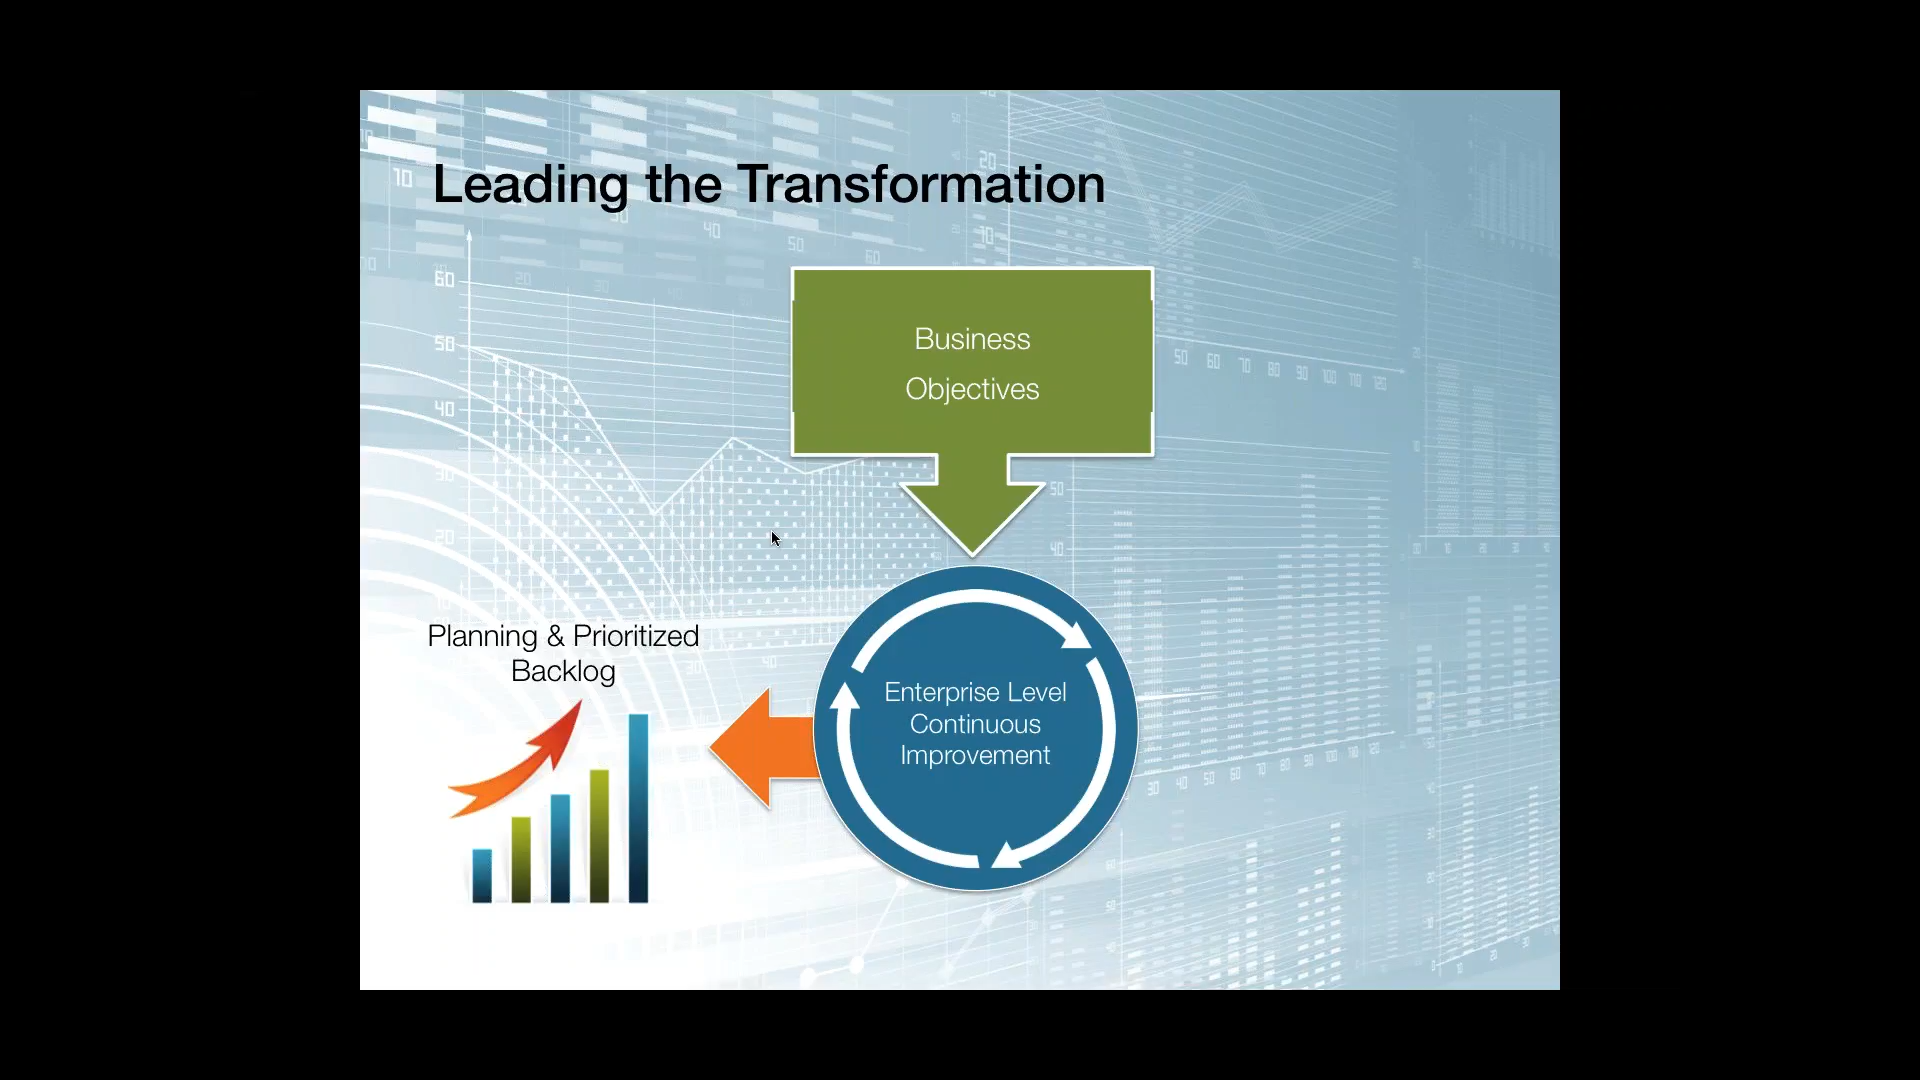 Leading the Transformation
Business
Objectives
Planning & Prioritized
Backlog
Enterprise Level
Continuous
Improvement